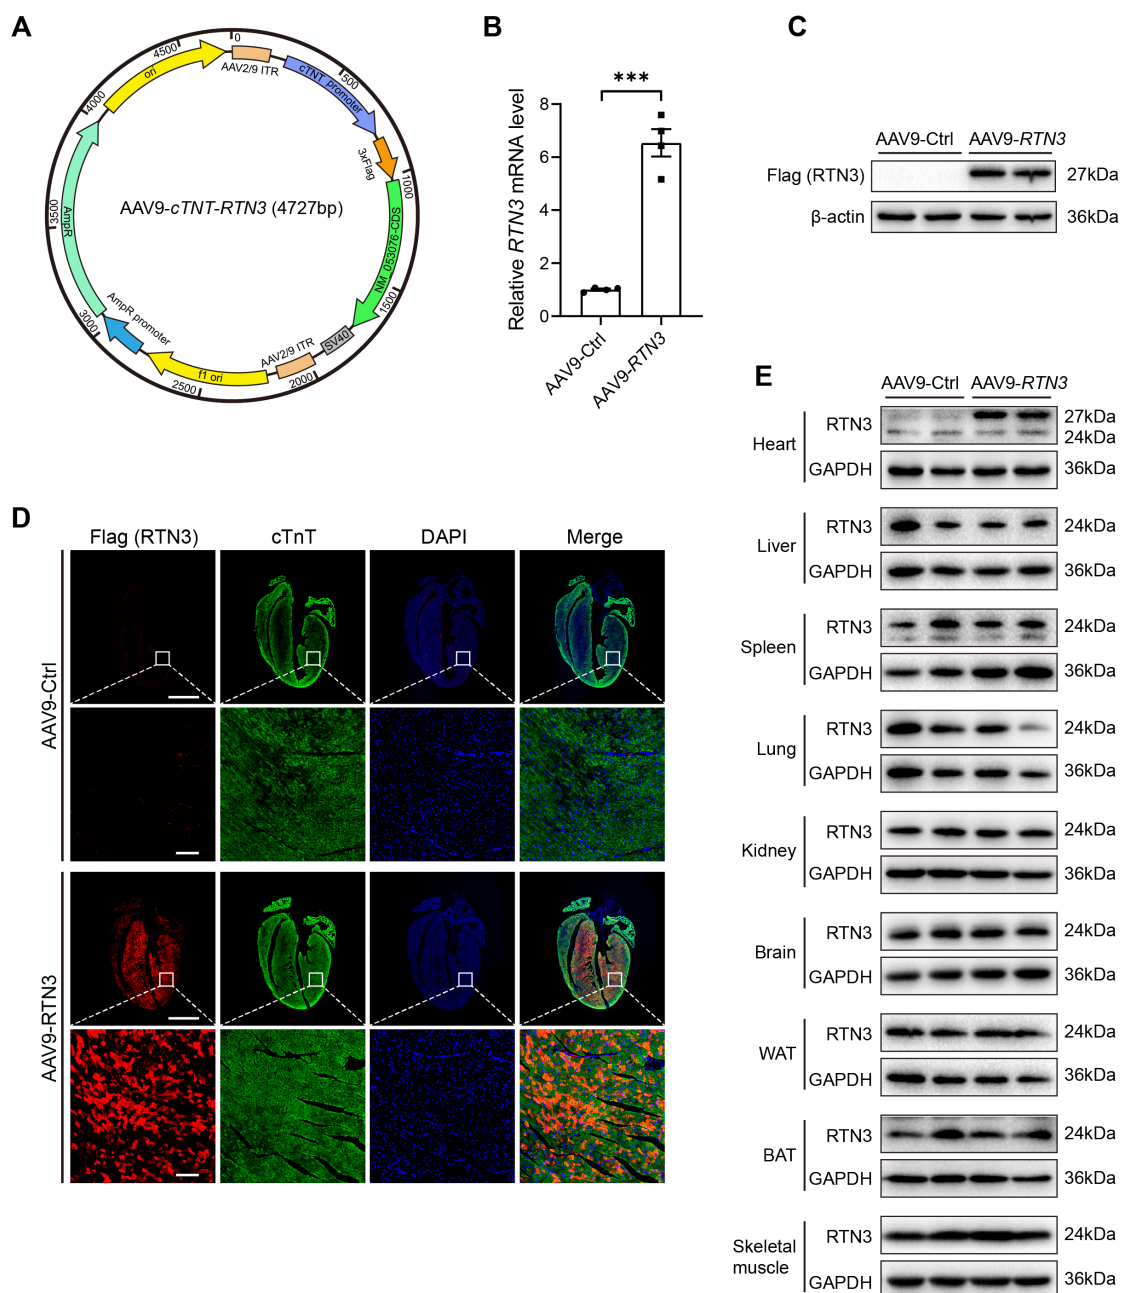 A
0
500
1000
1500
2000
2500
3000
3500
4000
4500
AAV2/9 ITR
cTNT promoter
3xFlag
NM_053076-CDS
SV40
AAV2/9 ITR
f1 ori
AmpR promoter
AmpR
ori
AAV9-cTNT-RTN3 (4727bp)
B
Relative RTN3 mRNA level
8
6
4
2
0
***
AAV9-Ctrl
AAV9-RTN3
C
AAV9-Ctrl AAV9-RTN3
Flag (RTN3) 27kDa
β-actin 36kDa
D
Flag (RTN3) cTnT DAPI Merge
AAV9-Ctrl
AAV9-RTN3
E
AAV9-Ctrl AAV9-RTN3
Heart
RTN3 27kDa
24kDa
GAPDH 36kDa
Liver
RTN3 24kDa
GAPDH 36kDa
Spleen
RTN3 24kDa
GAPDH 36kDa
Lung
RTN3 24kDa
GAPDH 36kDa
Kidney
RTN3 24kDa
GAPDH 36kDa
Brain
RTN3 24kDa
GAPDH 36kDa
WAT
RTN3 24kDa
GAPDH 36kDa
BAT
RTN3 24kDa
GAPDH 36kDa
Skeletal
muscle
RTN3 24kDa
GAPDH 36kDa